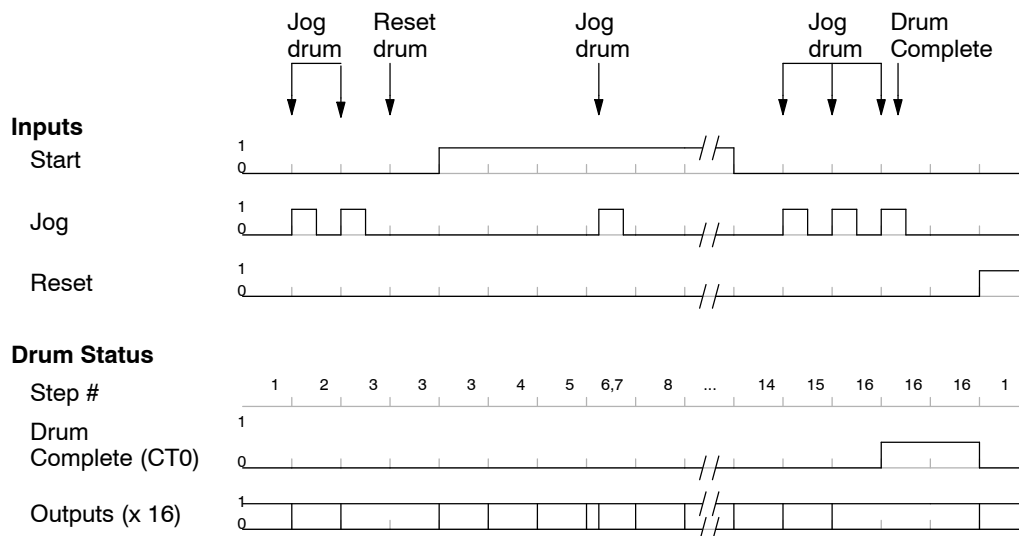 Jog
drum
Reset
drum
Jog
drum
Jog
drum
Drum
Complete
Inputs
Start
1
0
Jog
1
0
Reset
1
0
Drum Status
Step #
1 2 3 3 3 4 5 6,7 8 ... 14 15 16 16 16 1
Drum
Complete (CT0)
1
0
Outputs (x 16)
1
0